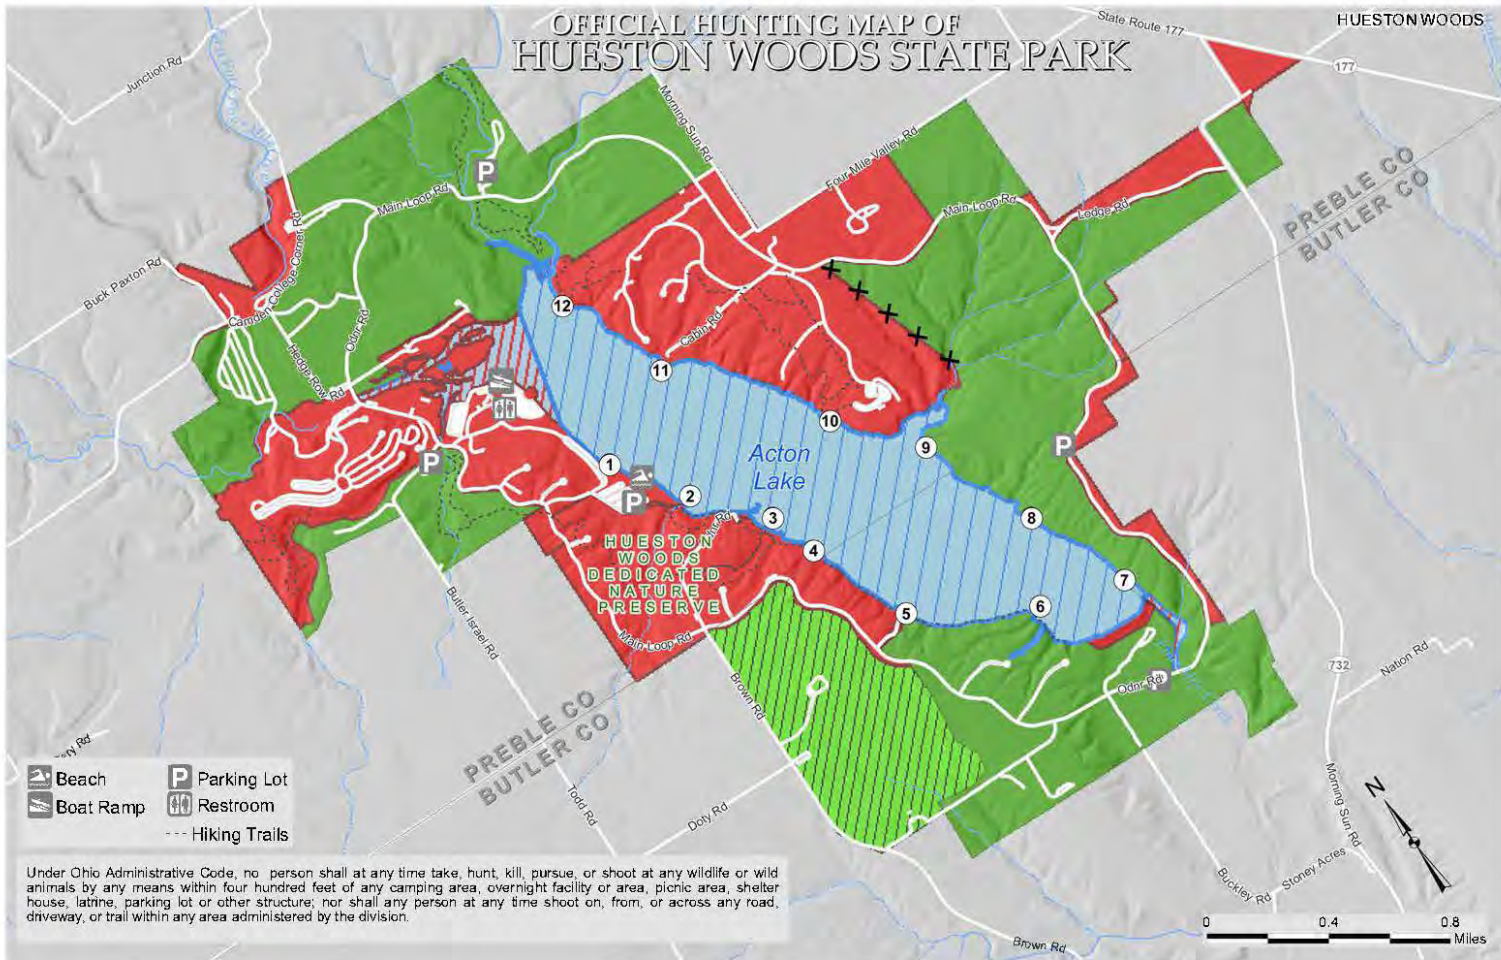 OFFICIAL HUNTING MAP OF
HUESTON WOODS STATE PARK
HUESTON WOODS
State Route 177
177
Junction Rd
Morning Sun Rd
Four Mile Valley Rd
Main Loop Rd
Main Loop Rd
Lodge Rd
PREBLE CO
BUTLER CO
Buck Paxton Rd
Camden College Corner Rd
Odnr Rd
Hedge Row Rd
Cabin Rd
P
12
11
10
9
8
7
6
5
4
3
2
1
Acton
Lake
P
P
P
P
HUESTON
WOODS
DEDICATED
NATURE
PRESERVE
Main Loop Rd
Butler Israel Rd
Brown Rd
Odnr Rd
732
Nation Rd
PREBLE CO
BUTLER CO
Todd Rd
Doty Rd
Morning Sun Rd
Buckley Rd
Stoney Acres
Brown Rd
N
Beach
P Parking Lot
Boat Ramp
Restroom
Hiking Trails
Under Ohio Administrative Code, no person shall at any time take, hunt, kill, pursue, or shoot at any wildlife or wild
animals by any means within four hundred feet of any camping area, overnight facility or area, picnic area, shelter
house, latrine, parking lot or other structure; nor shall any person at any time shoot on, from, or across any road,
driveway, or trail within any area administered by the division.
0 0.4 0.8
Miles